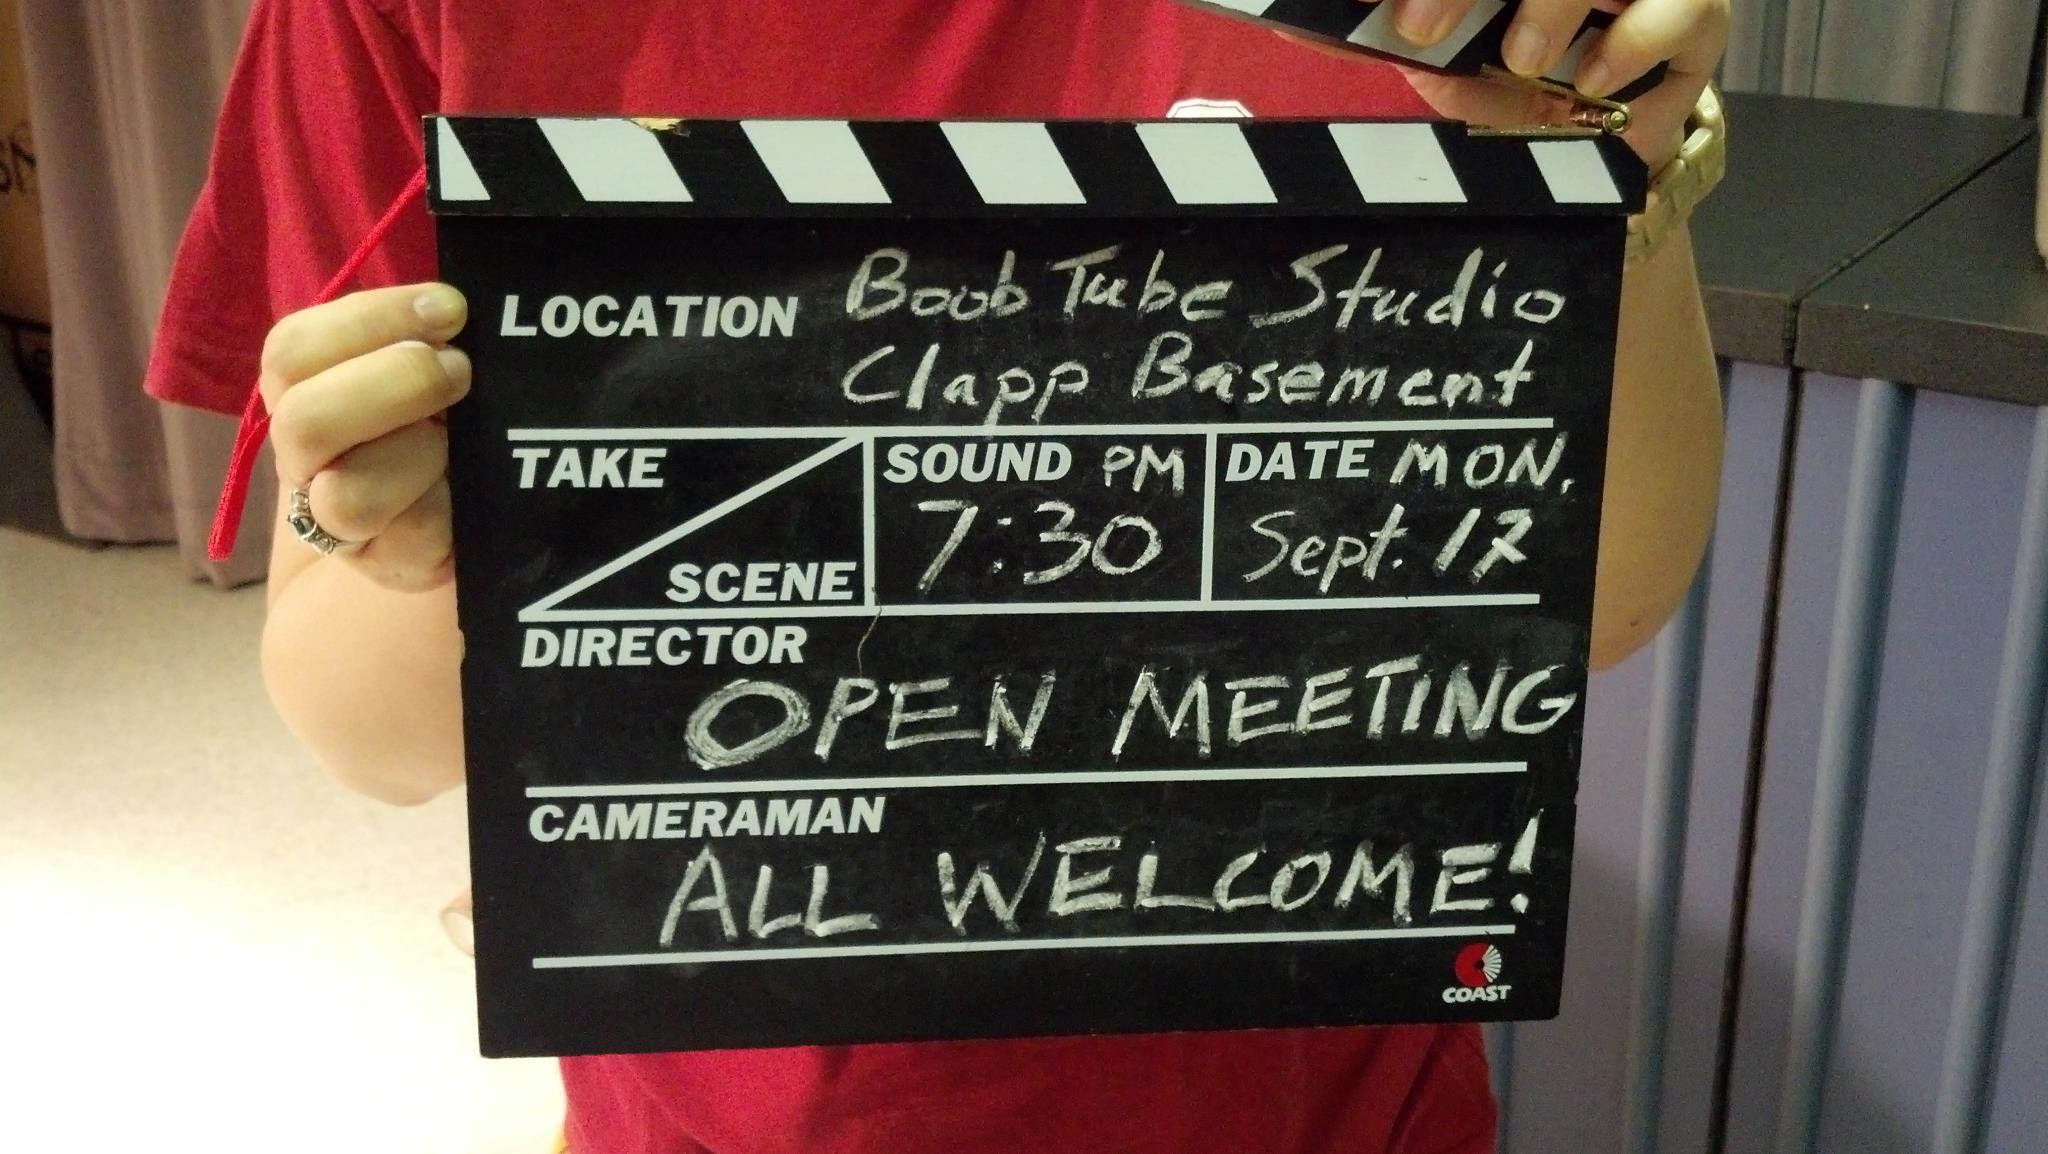 LOCATION Boob Tube Studio
Clapp Basement
TAKE
SCENE
SOUND PM
7:30
DATE MON.
Sept. 17
DIRECTOR
OPEN MEETING
CAMERAMAN
ALL WELCOME!
COAST